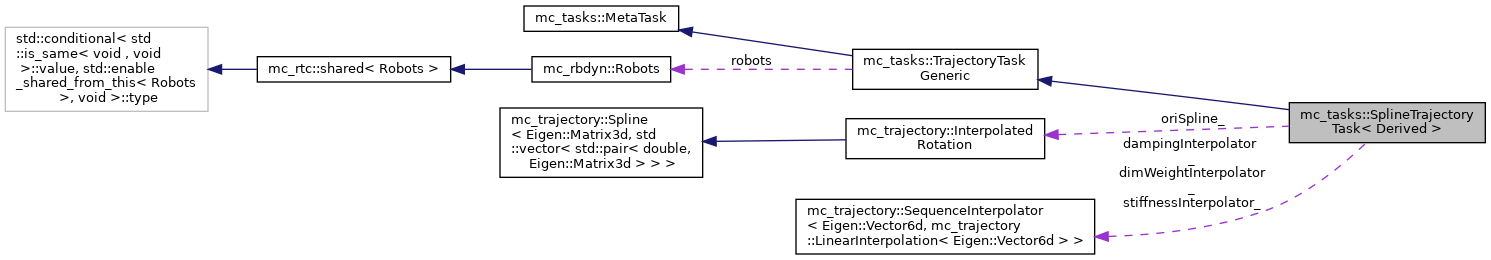 std::conditional< std
::is_same< void , void
>::value, std::enable
_shared_from_this< Robots
>, void >::type
mc_rtc::shared< Robots >
mc_tasks::MetaTask
mc_rbdyn::Robots
robots
mc_tasks::TrajectoryTask
Generic
mc_trajectory::Spline
< Eigen::Matrix3d, std
::vector< std::pair< double,
Eigen::Matrix3d > > >
mc_trajectory::Interpolated
Rotation
mc_trajectory::SequenceInterpolator
< Eigen::Vector6d, mc_trajectory
::LinearInterpolation< Eigen::Vector6d > >
oriSpline_
dampingInterpolator
_
dimWeightInterpolator
_
stiffnessInterpolator_
mc_tasks::SplineTrajectory
Task< Derived >